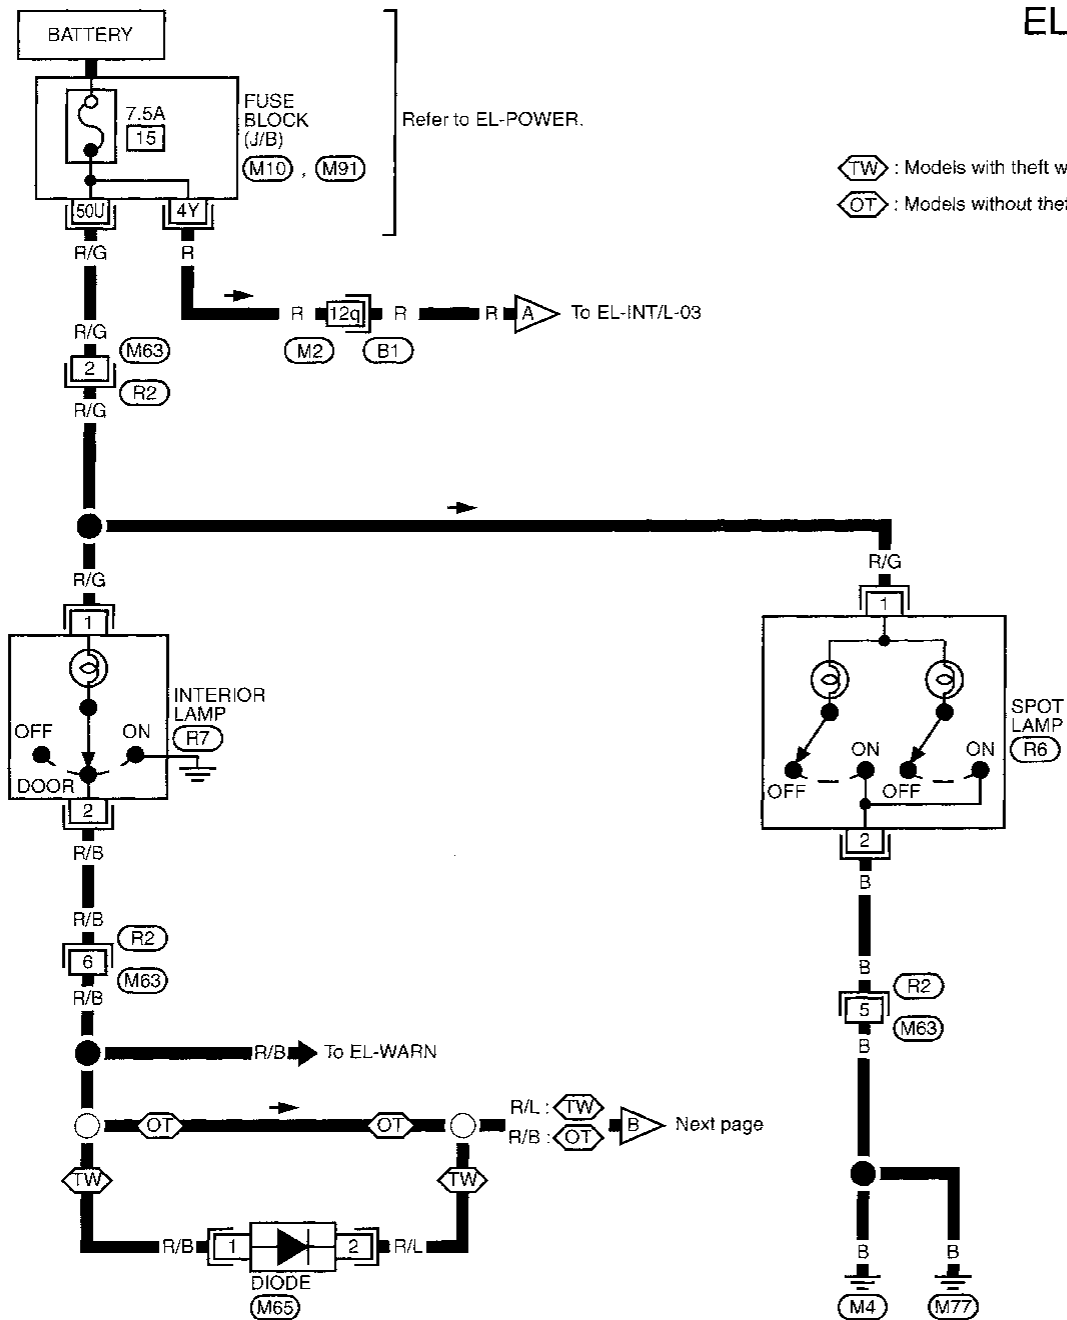 EL
BATTERY
7.5A
15
FUSE
BLOCK
(J/B)
M10 , M91
Refer to EL-POWER.
TW : Models with theft w
OT : Models without thef
50U
4Y
R/G
R
R
12q
R
R
A
To EL-INT/L-03
M2
B1
R/G
M63
2
R2
R/G
R/G
R/G
1
1
INTERIOR
LAMP
R7
OFF
ON
DOOR
SPOT
LAMP
R6
ON
ON
OFF
OFF
2
2
R/B
B
R/B
R2
6
M63
R/B
B
R2
5
M63
B
R/B
To EL-WARN
OT
OT
R/L : TW
R/B : OT
B
Next page
TW
TW
R/B
1
2
R/L
DIODE
M65
B
B
M4
M77